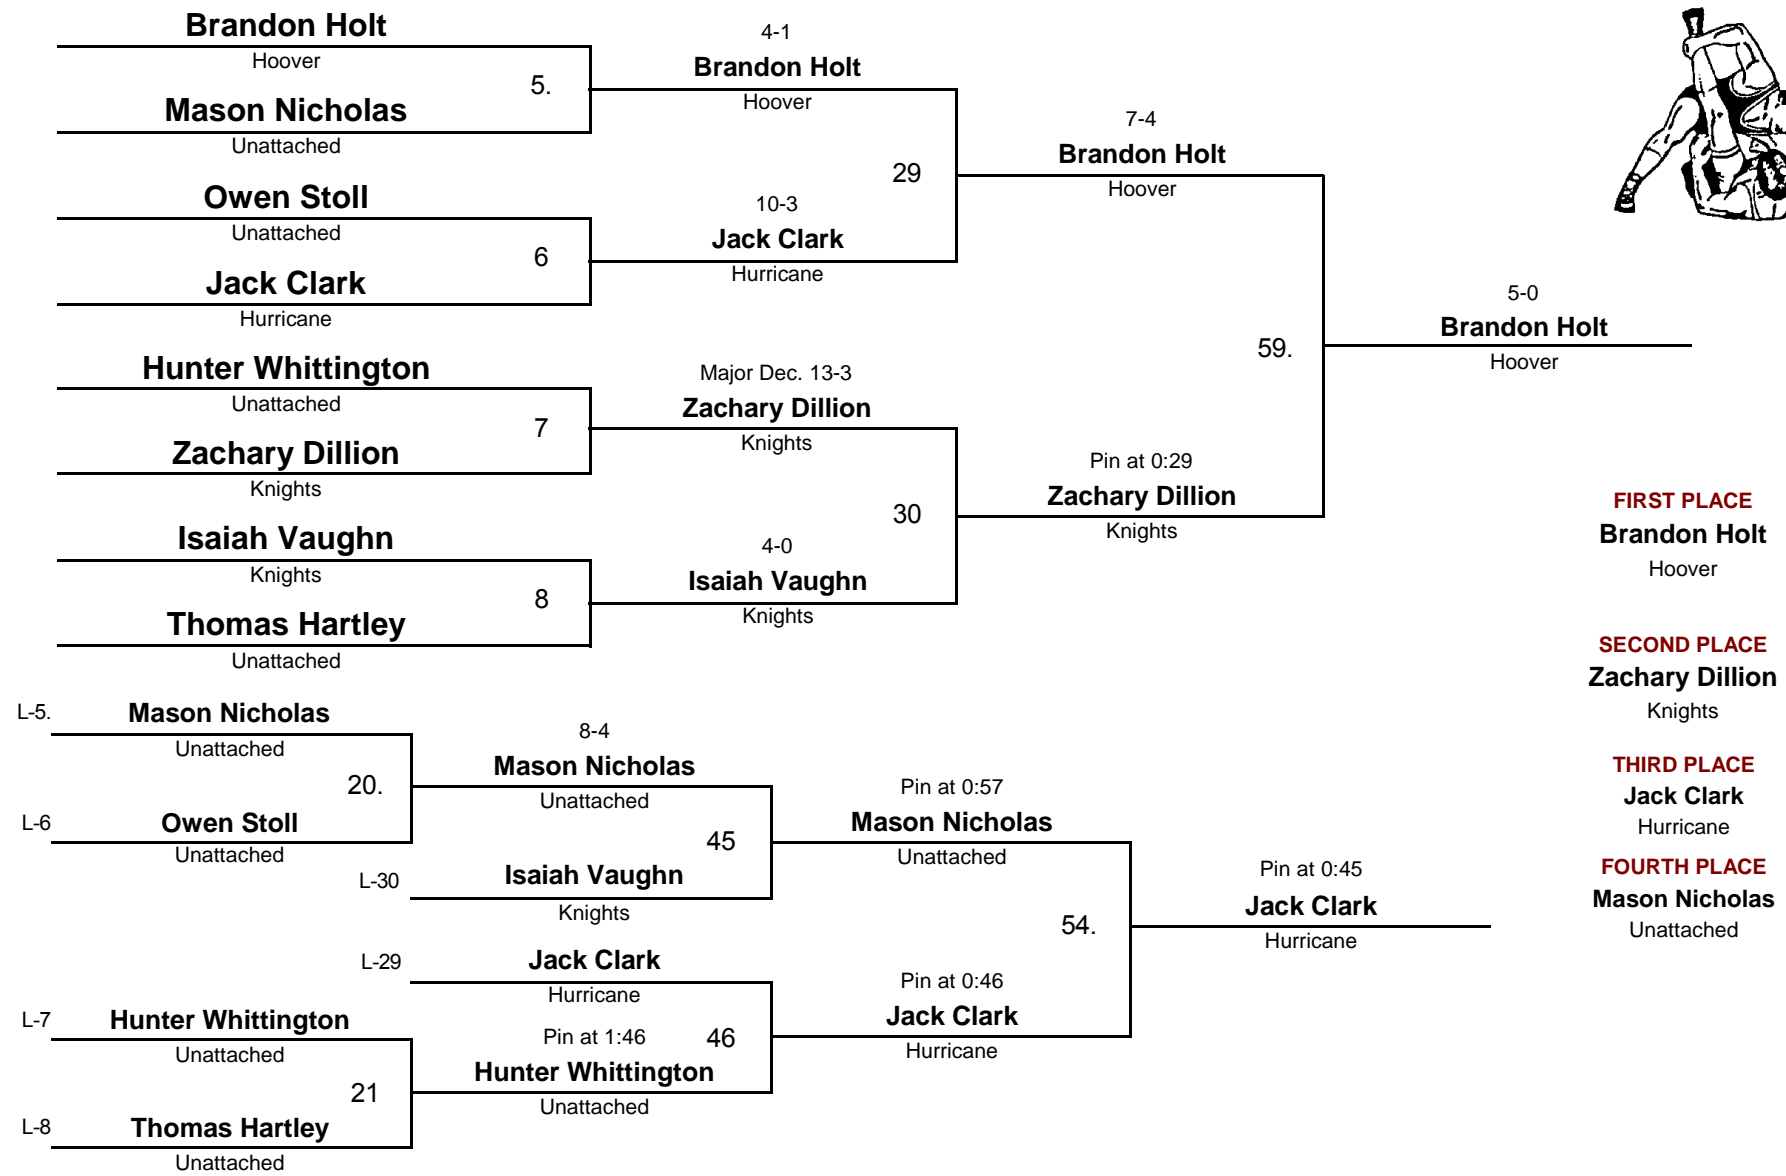 Brandon Holt
Hoover
5.
Mason Nicholas
Unattached
Owen Stoll
Unattached
6
Jack Clark
Hurricane
Hunter Whittington
Unattached
7
Zachary Dillion
Knights
Isaiah Vaughn
Knights
8
Thomas Hartley
Unattached
4-1
Brandon Holt
Hoover
29
10-3
Jack Clark
Hurricane
Major Dec. 13-3
Zachary Dillion
Knights
30
4-0
Isaiah Vaughn
Knights
7-4
Brandon Holt
Hoover
59.
Pin at 0:29
Zachary Dillion
Knights
5-0
Brandon Holt
Hoover
FIRST PLACE
Brandon Holt
Hoover
SECOND PLACE
Zachary Dillion
Knights
THIRD PLACE
Jack Clark
Hurricane
FOURTH PLACE
Mason Nicholas
Unattached
L-5.
Mason Nicholas
Unattached
20.
L-6
Owen Stoll
Unattached
8-4
Mason Nicholas
Unattached
45
L-30
Isaiah Vaughn
Knights
L-29
Jack Clark
Hurricane
L-7
Hunter Whittington
Unattached
21
L-8
Thomas Hartley
Unattached
Pin at 1:46
46
Hunter Whittington
Unattached
Pin at 0:57
Mason Nicholas
Unattached
54.
Pin at 0:46
Jack Clark
Hurricane
Pin at 0:45
Jack Clark
Hurricane